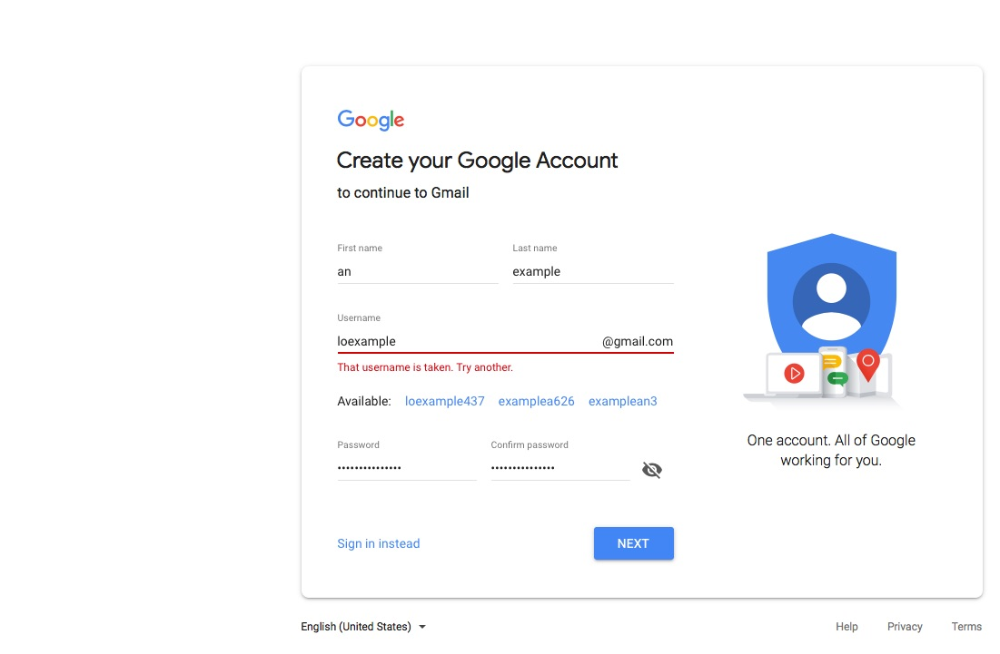 Google
Create your Google Account
to continue to Gmail
First name Last name
an example
Username
loexample @gmail.com
That username is taken. Try another.
Available: loexample437 examplea626 examplean3
Password Confirm password
••••••••••••••• •••••••••••••••
One account. All of Google
working for you.
Sign in instead NEXT
English (United States) Help Privacy Terms